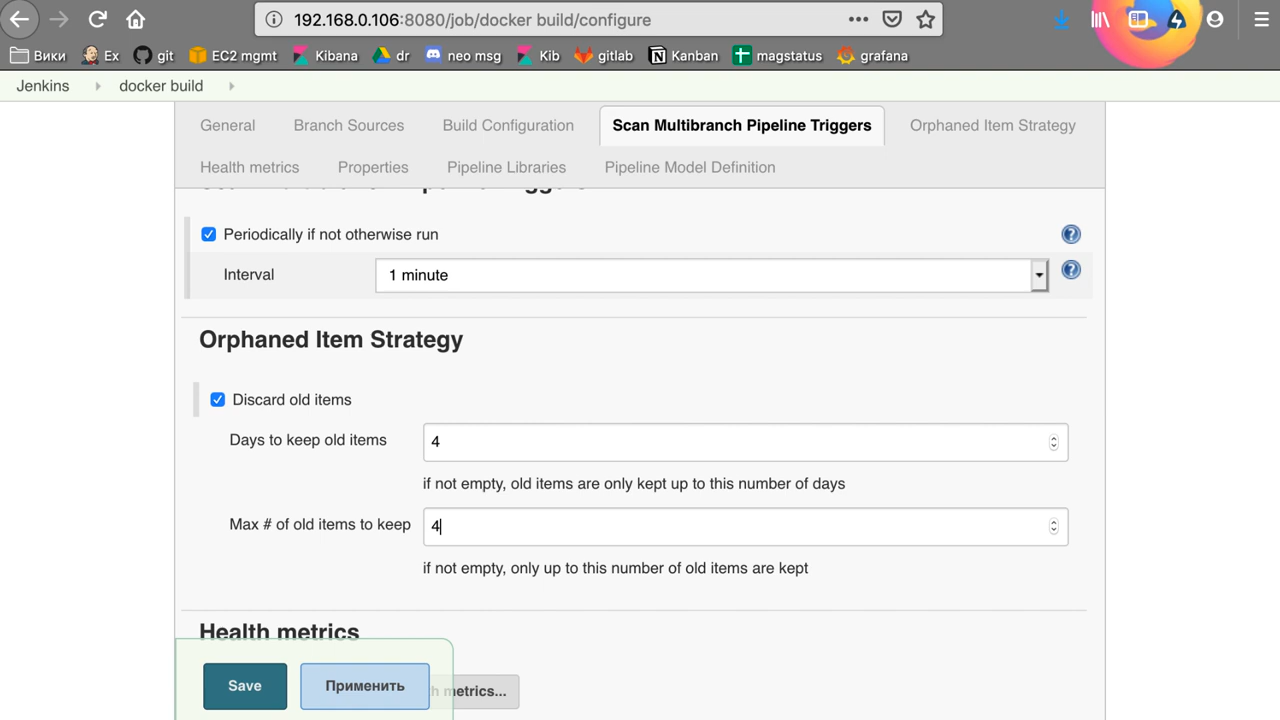 192.168.0.106:8080/job/docker build/configure
Вики Ex git EC2 mgmt Kibana dr neo msg Kib gitlab Kanban magstatus grafana
Jenkins docker build
General Branch Sources Build Configuration Scan Multibranch Pipeline Triggers Orphaned Item Strategy
Health metrics Properties Pipeline Libraries Pipeline Model Definition
Periodically if not otherwise run
Interval 1 minute
Orphaned Item Strategy
Discard old items
Days to keep old items 4
if not empty, old items are only kept up to this number of days
Max # of old items to keep 4
if not empty, only up to this number of old items are kept
Health metrics
Save Применить metrics...